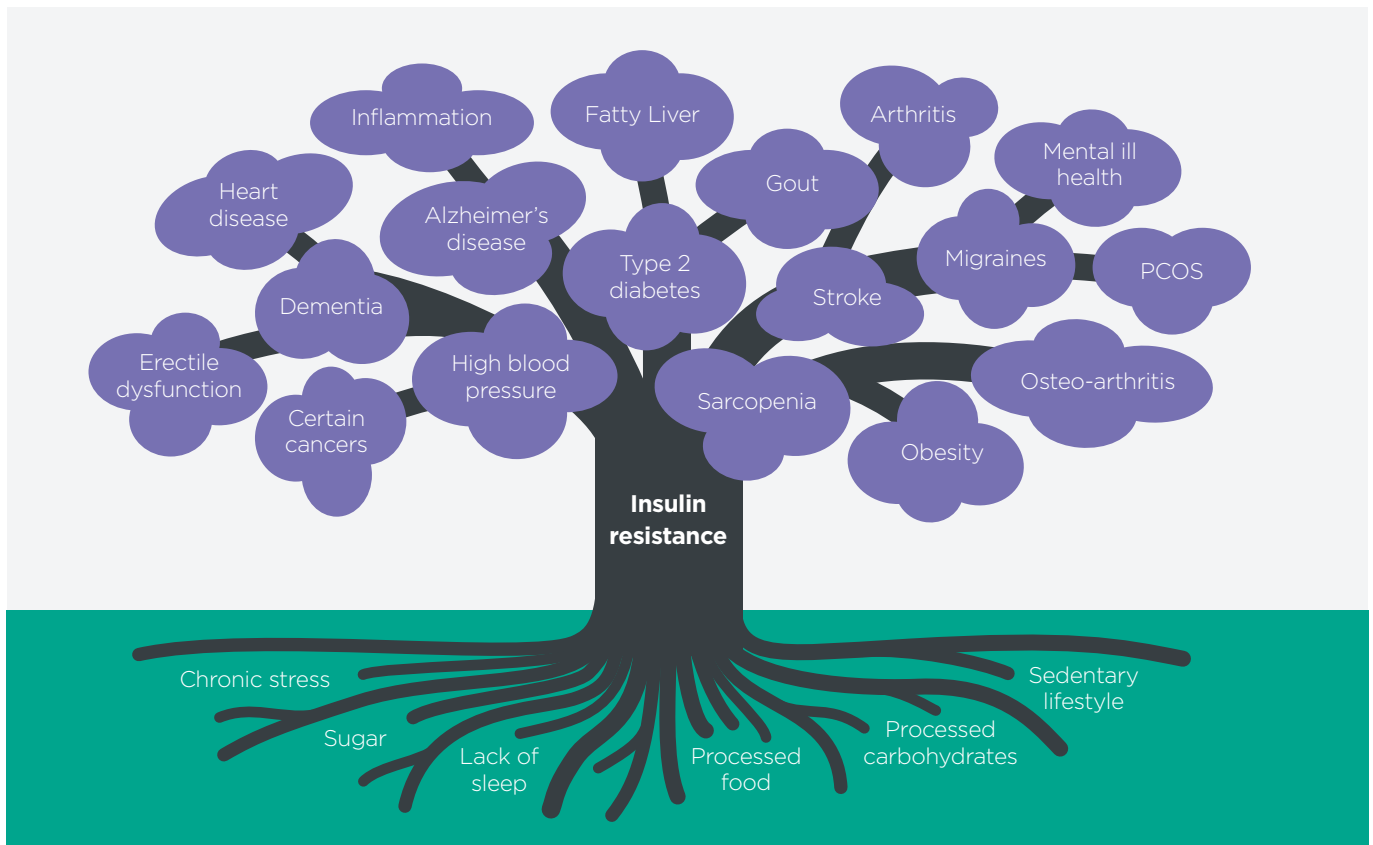 Inflammation
Fatty Liver
Arthritis
Mental ill
health
Heart
disease
Alzheimer's
disease
Gout
Type 2
diabetes
Migraines
PCOS
Dementia
Stroke
Erectile
dysfunction
High blood
pressure
Certain
cancers
Sarcopenia
Osteo-arthritis
Obesity
Insulin
resistance
Chronic stress
Sugar
Lack of
sleep
Processed
food
Processed
carbohydrates
Sedentary
lifestyle